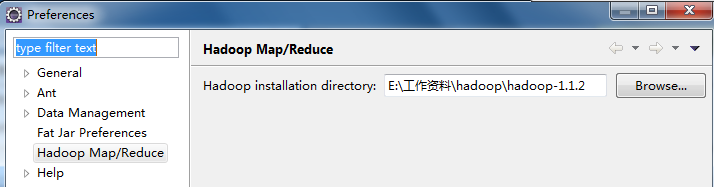 Preferences
type filter text
General
Ant
Data Management
Fat Jar Preferences
Hadoop Map/Reduce
Help
Hadoop Map/Reduce
Hadoop installation directory: E:\工作资料\hadoop\hadoop-1.1.2 Browse...